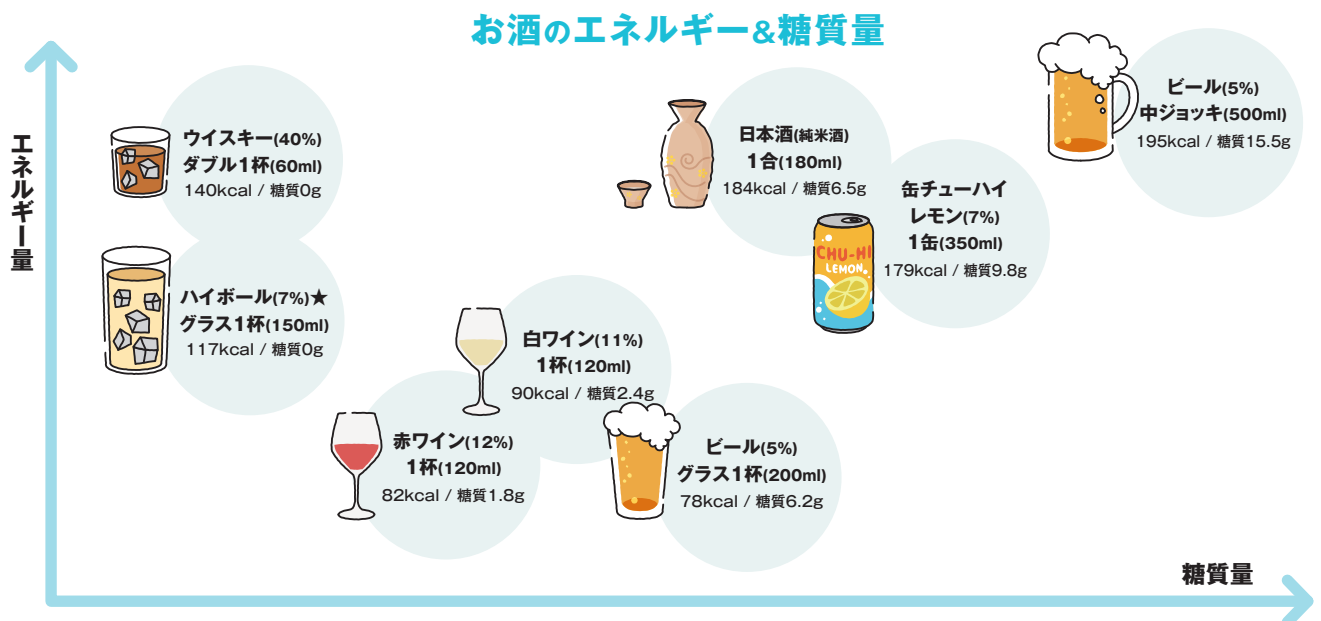 お酒のエネルギー&糖質量
エネルギー量
ウイスキー(40%)
ダブル1杯(60ml)
140kcal / 糖質0g
ハイボール(7%)★
グラス1杯(150ml)
117kcal / 糖質0g
赤ワイン(12%)
1杯(120ml)
82kcal / 糖質1.8g
白ワイン(11%)
1杯(120ml)
90kcal / 糖質2.4g
ビール(5%)
グラス1杯(200ml)
78kcal / 糖質6.2g
日本酒(純米酒)
1合(180ml)
184kcal / 糖質6.5g
CHU-HI
LEMON
缶チューハイ
レモン(7%)
1缶(350ml)
179kcal / 糖質9.8g
ビール(5%)
中ジョッキ(500ml)
195kcal / 糖質15.5g
糖質量